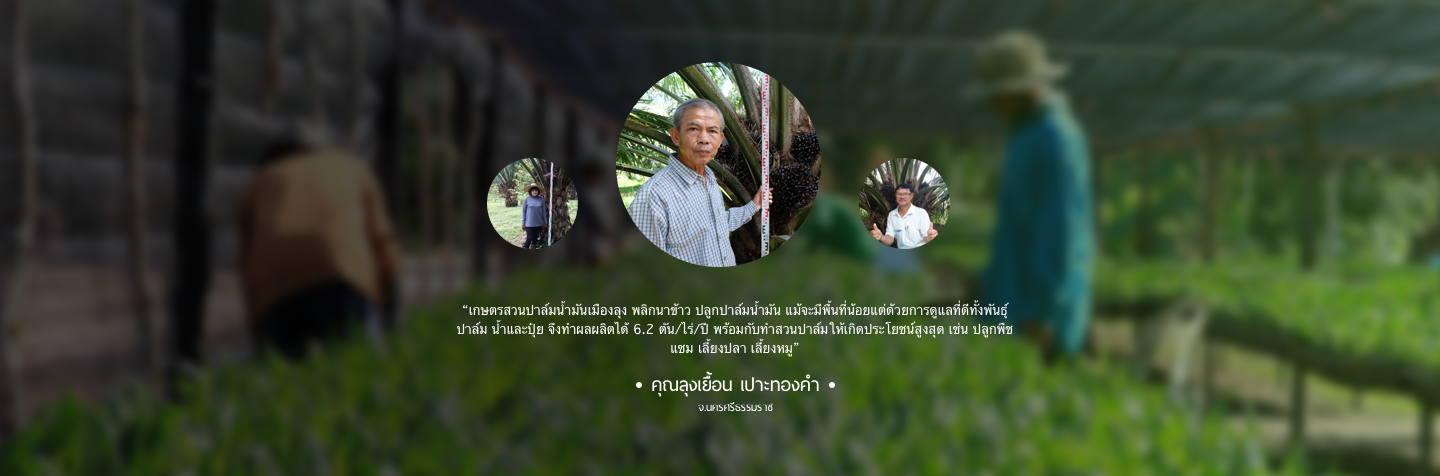 “เกษตรสวนปาล์มน้ำมันเมืองลุง พลิกนาข้าว ปลูกปาล์มน้ำมัน แม้จะมีพื้นที่น้อยแต่ด้วยการดูแลที่ดีทั้งพันธุ์
ปาล์ม น้ำและปุ๋ย จึงทำผลผลิตได้ 6.2 ตัน/ไร่/ปี พร้อมกับทำสวนปาล์มให้เกิดประโยชน์สูงสุด เช่น ปลูกพืช
แซม เลี้ยงปลา เลี้ยงหมู”
• คุณลุงเยื้อน เปาะทองคำ •
จ.นครศรีธรรมราช